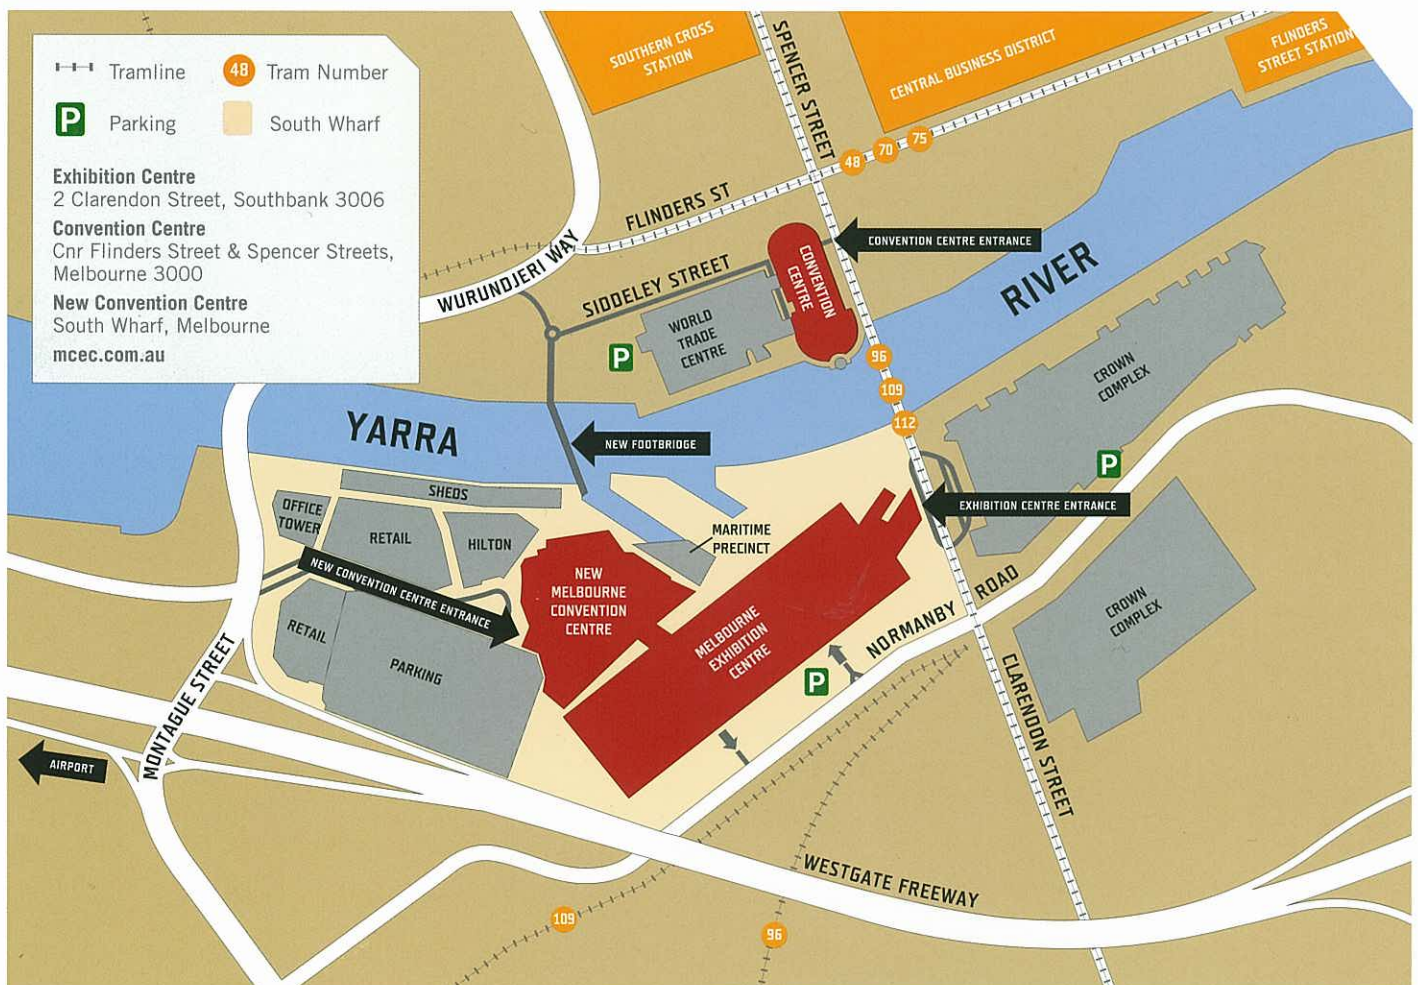 Tramline
48 Tram Number
P Parking
South Wharf
Exhibition Centre
2 Clarendon Street, Southbank 3006
Convention Centre
Cnr Flinders Street & Spencer Streets,
Melbourne 3000
New Convention Centre
South Wharf, Melbourne
mcec.com.au
SOUTHERN CROSS
STATION
SPENCER STREET
CENTRAL BUSINESS DISTRICT
FLINDERS
STREET STATION
48
70
75
FLINDERS ST
WURUNDJERI WAY
SIDDELEY STREET
CONVENTION
CENTRE
CONVENTION CENTRE ENTRANCE
RIVER
WORLD
TRADE
CENTRE
P
96
109
112
CROWN
COMPLEX
P
YARRA
NEW FOOTBRIDGE
SHEDS
OFFICE
TOWER
RETAIL
HILTON
MARITIME
PRECINCT
EXHIBITION CENTRE ENTRANCE
NEW CONVENTION CENTRE ENTRANCE
NEW
MELBOURNE
CONVENTION
CENTRE
MELBOURNE
EXHIBITION
CENTRE
NORMANBY ROAD
CROWN
COMPLEX
RETAIL
PARKING
P
MONTAGUE STREET
CLARENDON STREET
AIRPORT
WESTGATE FREEWAY
109
96